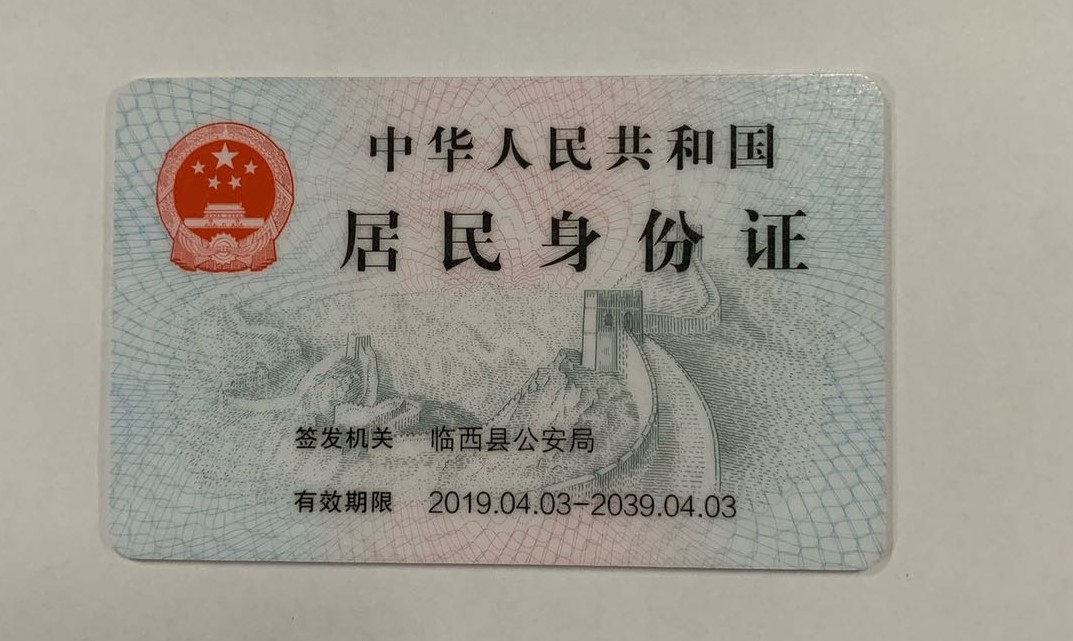 中华人民共和国
居民身份证
签发机关 临西县公安局
有效期限 2019.04.03-2039.04.03